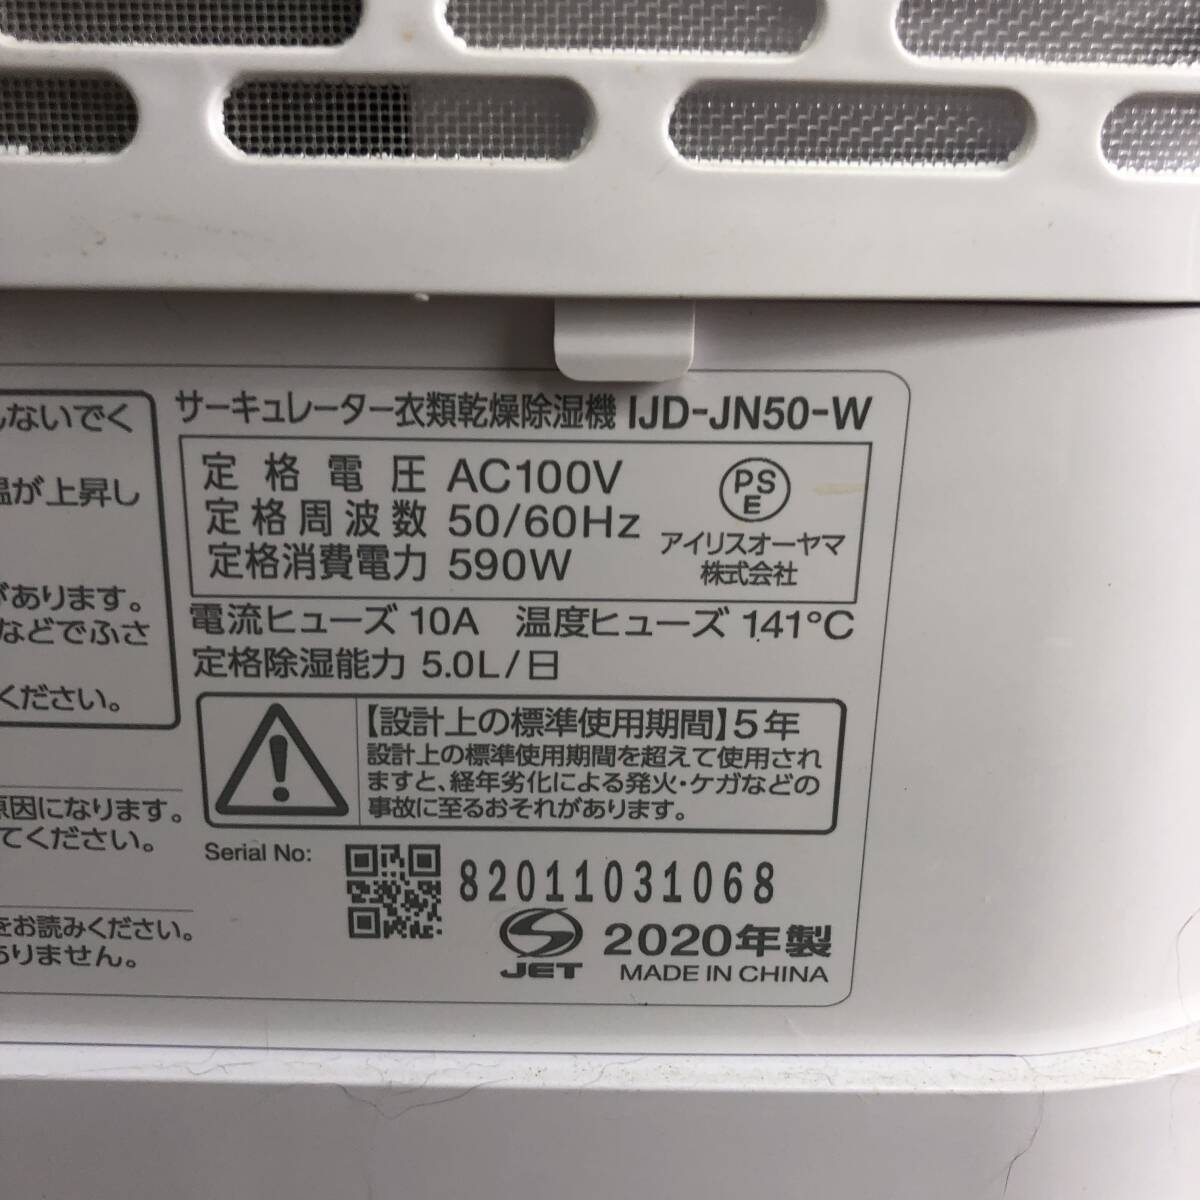 しないでく
温が上昇し
があります。
などでふさ
ください。
原因になります。
てください。
をお読みください。
ありません。
サーキュレーター衣類乾燥除湿機 IJD-JN50-W
定格電圧 AC100V
定格周波数 50/60Hz
定格消費電力 590W
PS
E
アイリスオーヤマ
株式会社
電流ヒューズ 10A 温度ヒューズ 141°C
定格除湿能力 5.0L/日
【設計上の標準使用期間】5年
設計上の標準使用期間を超えて使用され
ますと、経年劣化による発火・ケガなどの
事故に至るおそれがあります。
Serial No:
82011031068
JET
2020年製
MADE IN CHINA